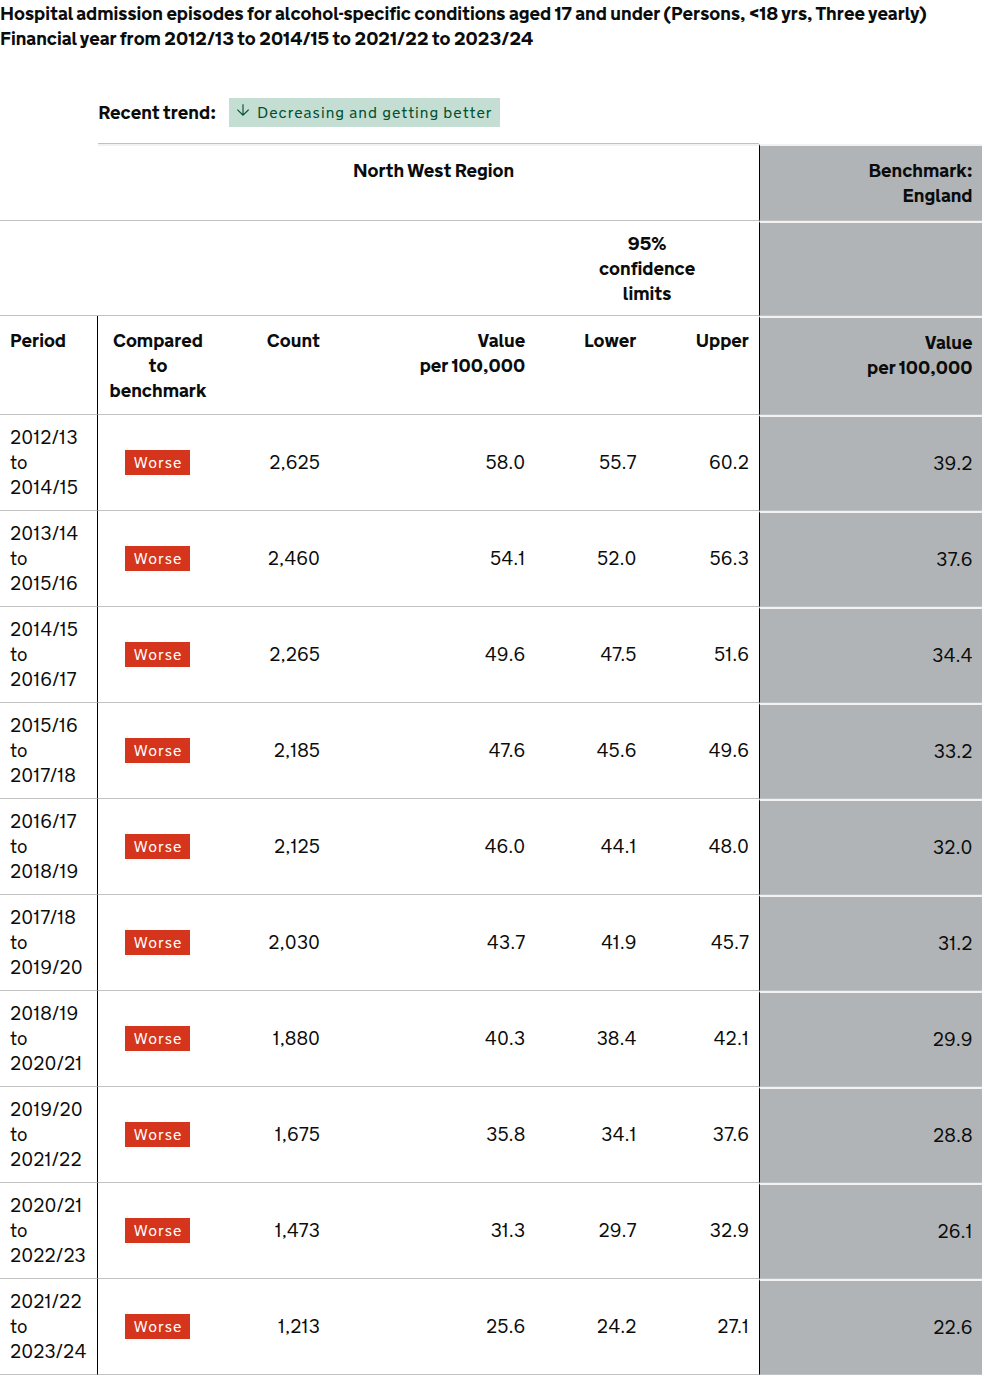 Hospital admission episodes for alcohol-specific conditions aged 17 and under (Persons, <18 yrs, Three yearly)
Financial year from 2012/13 to 2014/15 to 2021/22 to 2023/24
Recent trend: ↓ Decreasing and getting better
North West Region
Benchmark:
England
95%
confidence
limits
Period Compared Count Value Lower Upper Value
to per 100,000 per 100,000
benchmark
2012/13
to Worse 2,625 58.0 55.7 60.2 39.2
2014/15
2013/14
to Worse 2,460 54.1 52.0 56.3 37.6
2015/16
2014/15
to Worse 2,265 49.6 47.5 51.6 34.4
2016/17
2015/16
to Worse 2,185 47.6 45.6 49.6 33.2
2017/18
2016/17
to Worse 2,125 46.0 44.1 48.0 32.0
2018/19
2017/18
to Worse 2,030 43.7 41.9 45.7 31.2
2019/20
2018/19
to Worse 1,880 40.3 38.4 42.1 29.9
2020/21
2019/20
to Worse 1,675 35.8 34.1 37.6 28.8
2021/22
2020/21
to Worse 1,473 31.3 29.7 32.9 26.1
2022/23
2021/22
to Worse 1,213 25.6 24.2 27.1 22.6
2023/24